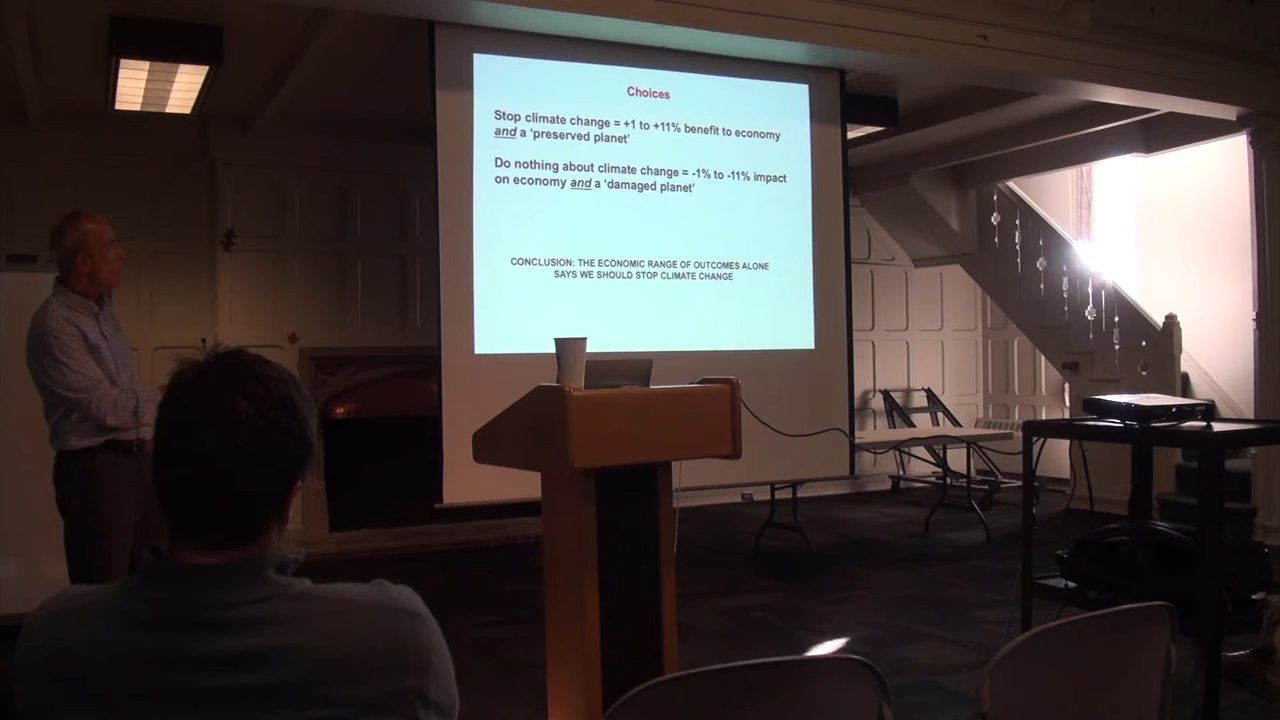 Choices
Stop climate change = +1 to +11% benefit to economy
and a ‘preserved planet’
Do nothing about climate change = -1% to -11% impact
on economy and a ‘damaged planet’
CONCLUSION: THE ECONOMIC RANGE OF OUTCOMES ALONE
SAYS WE SHOULD STOP CLIMATE CHANGE